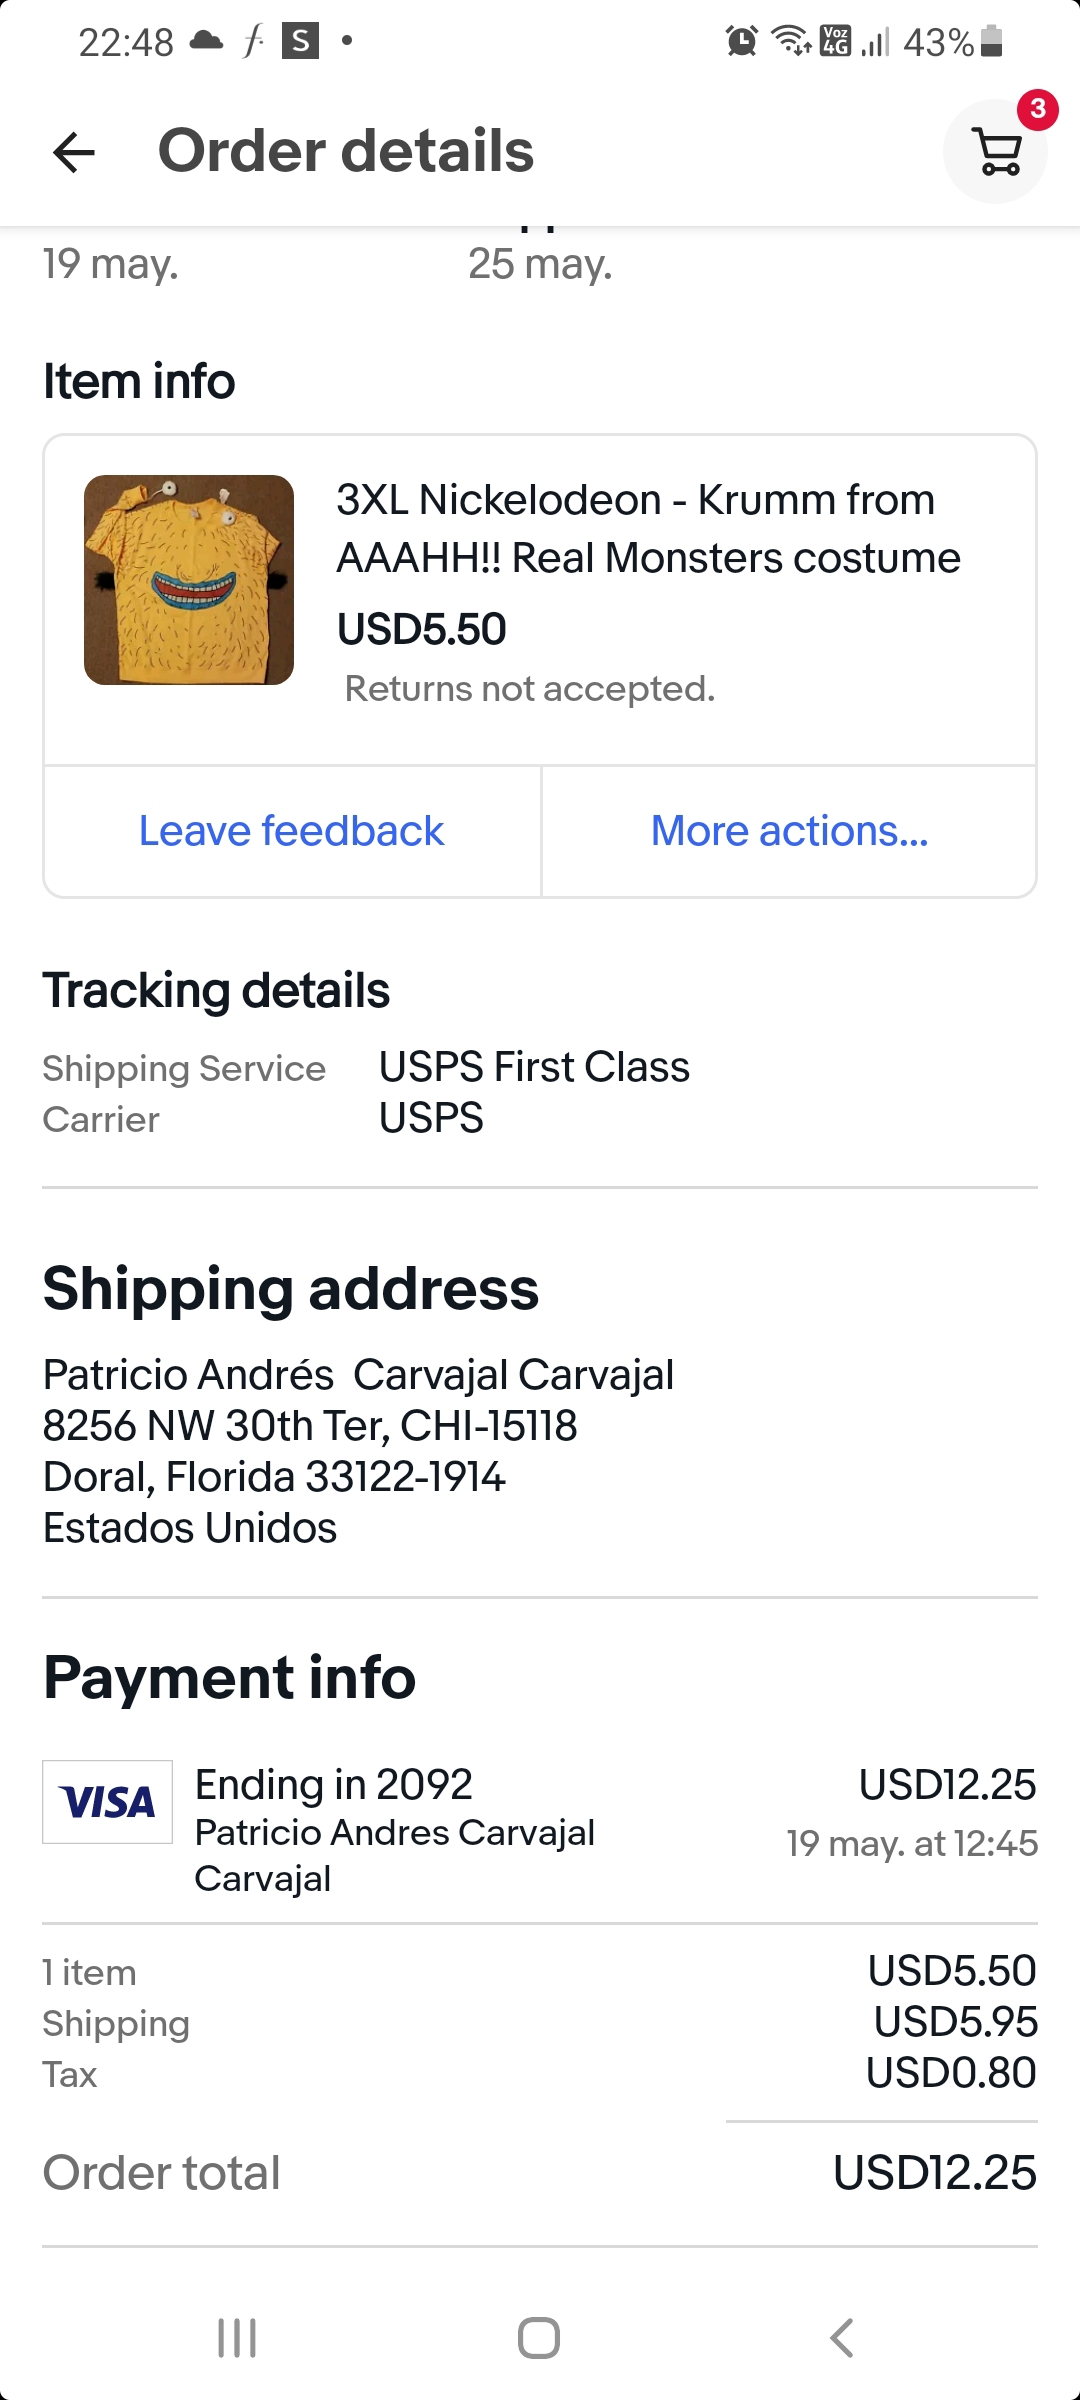 22:48
S
Voz
4G
43%
Order details
3
19 may.
25 may.
Item info
3XL Nickelodeon - Krumm from
AAAHH!! Real Monsters costume
USD5.50
Returns not accepted.
Leave feedback
More actions...
Tracking details
Shipping Service
USPS First Class
Carrier
USPS
Shipping address
Patricio Andrés  Carvajal Carvajal
8256 NW 30th Ter, CHI-15118
Doral, Florida 33122-1914
Estados Unidos
Payment info
VISA
Ending in 2092
USD12.25
Patricio Andres Carvajal
Carvajal
19 may. at 12:45
1 item
USD5.50
Shipping
USD5.95
Tax
USD0.80
Order total
USD12.25